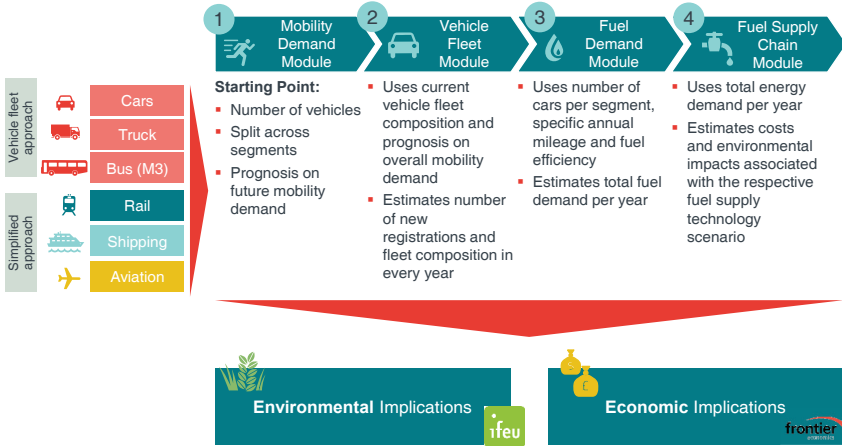 1
Mobility
Demand
Module
2
Vehicle
Fleet
Module
3
Fuel
Demand
Module
4
Fuel Supply
Chain
Module
Vehicle fleet
approach
Cars
Truck
Bus (M3)
Simplified
approach
Rail
Shipping
Aviation
Starting Point:
▪ Number of vehicles
▪ Split across
segments
▪ Prognosis on
future mobility
demand
▪ Uses current
vehicle fleet
composition and
prognosis on
overall mobility
demand
▪ Estimates number
of new
registrations and
fleet composition in
every year
▪ Uses number of
cars per segment,
specific annual
mileage and fuel
efficiency
▪ Estimates total fuel
demand per year
▪ Uses total energy
demand per year
▪ Estimates costs
and environmental
impacts associated
with the respective
fuel supply
technology
scenario
$
£
Environmental Implications
ifeu
Economic Implications
frontier
economics